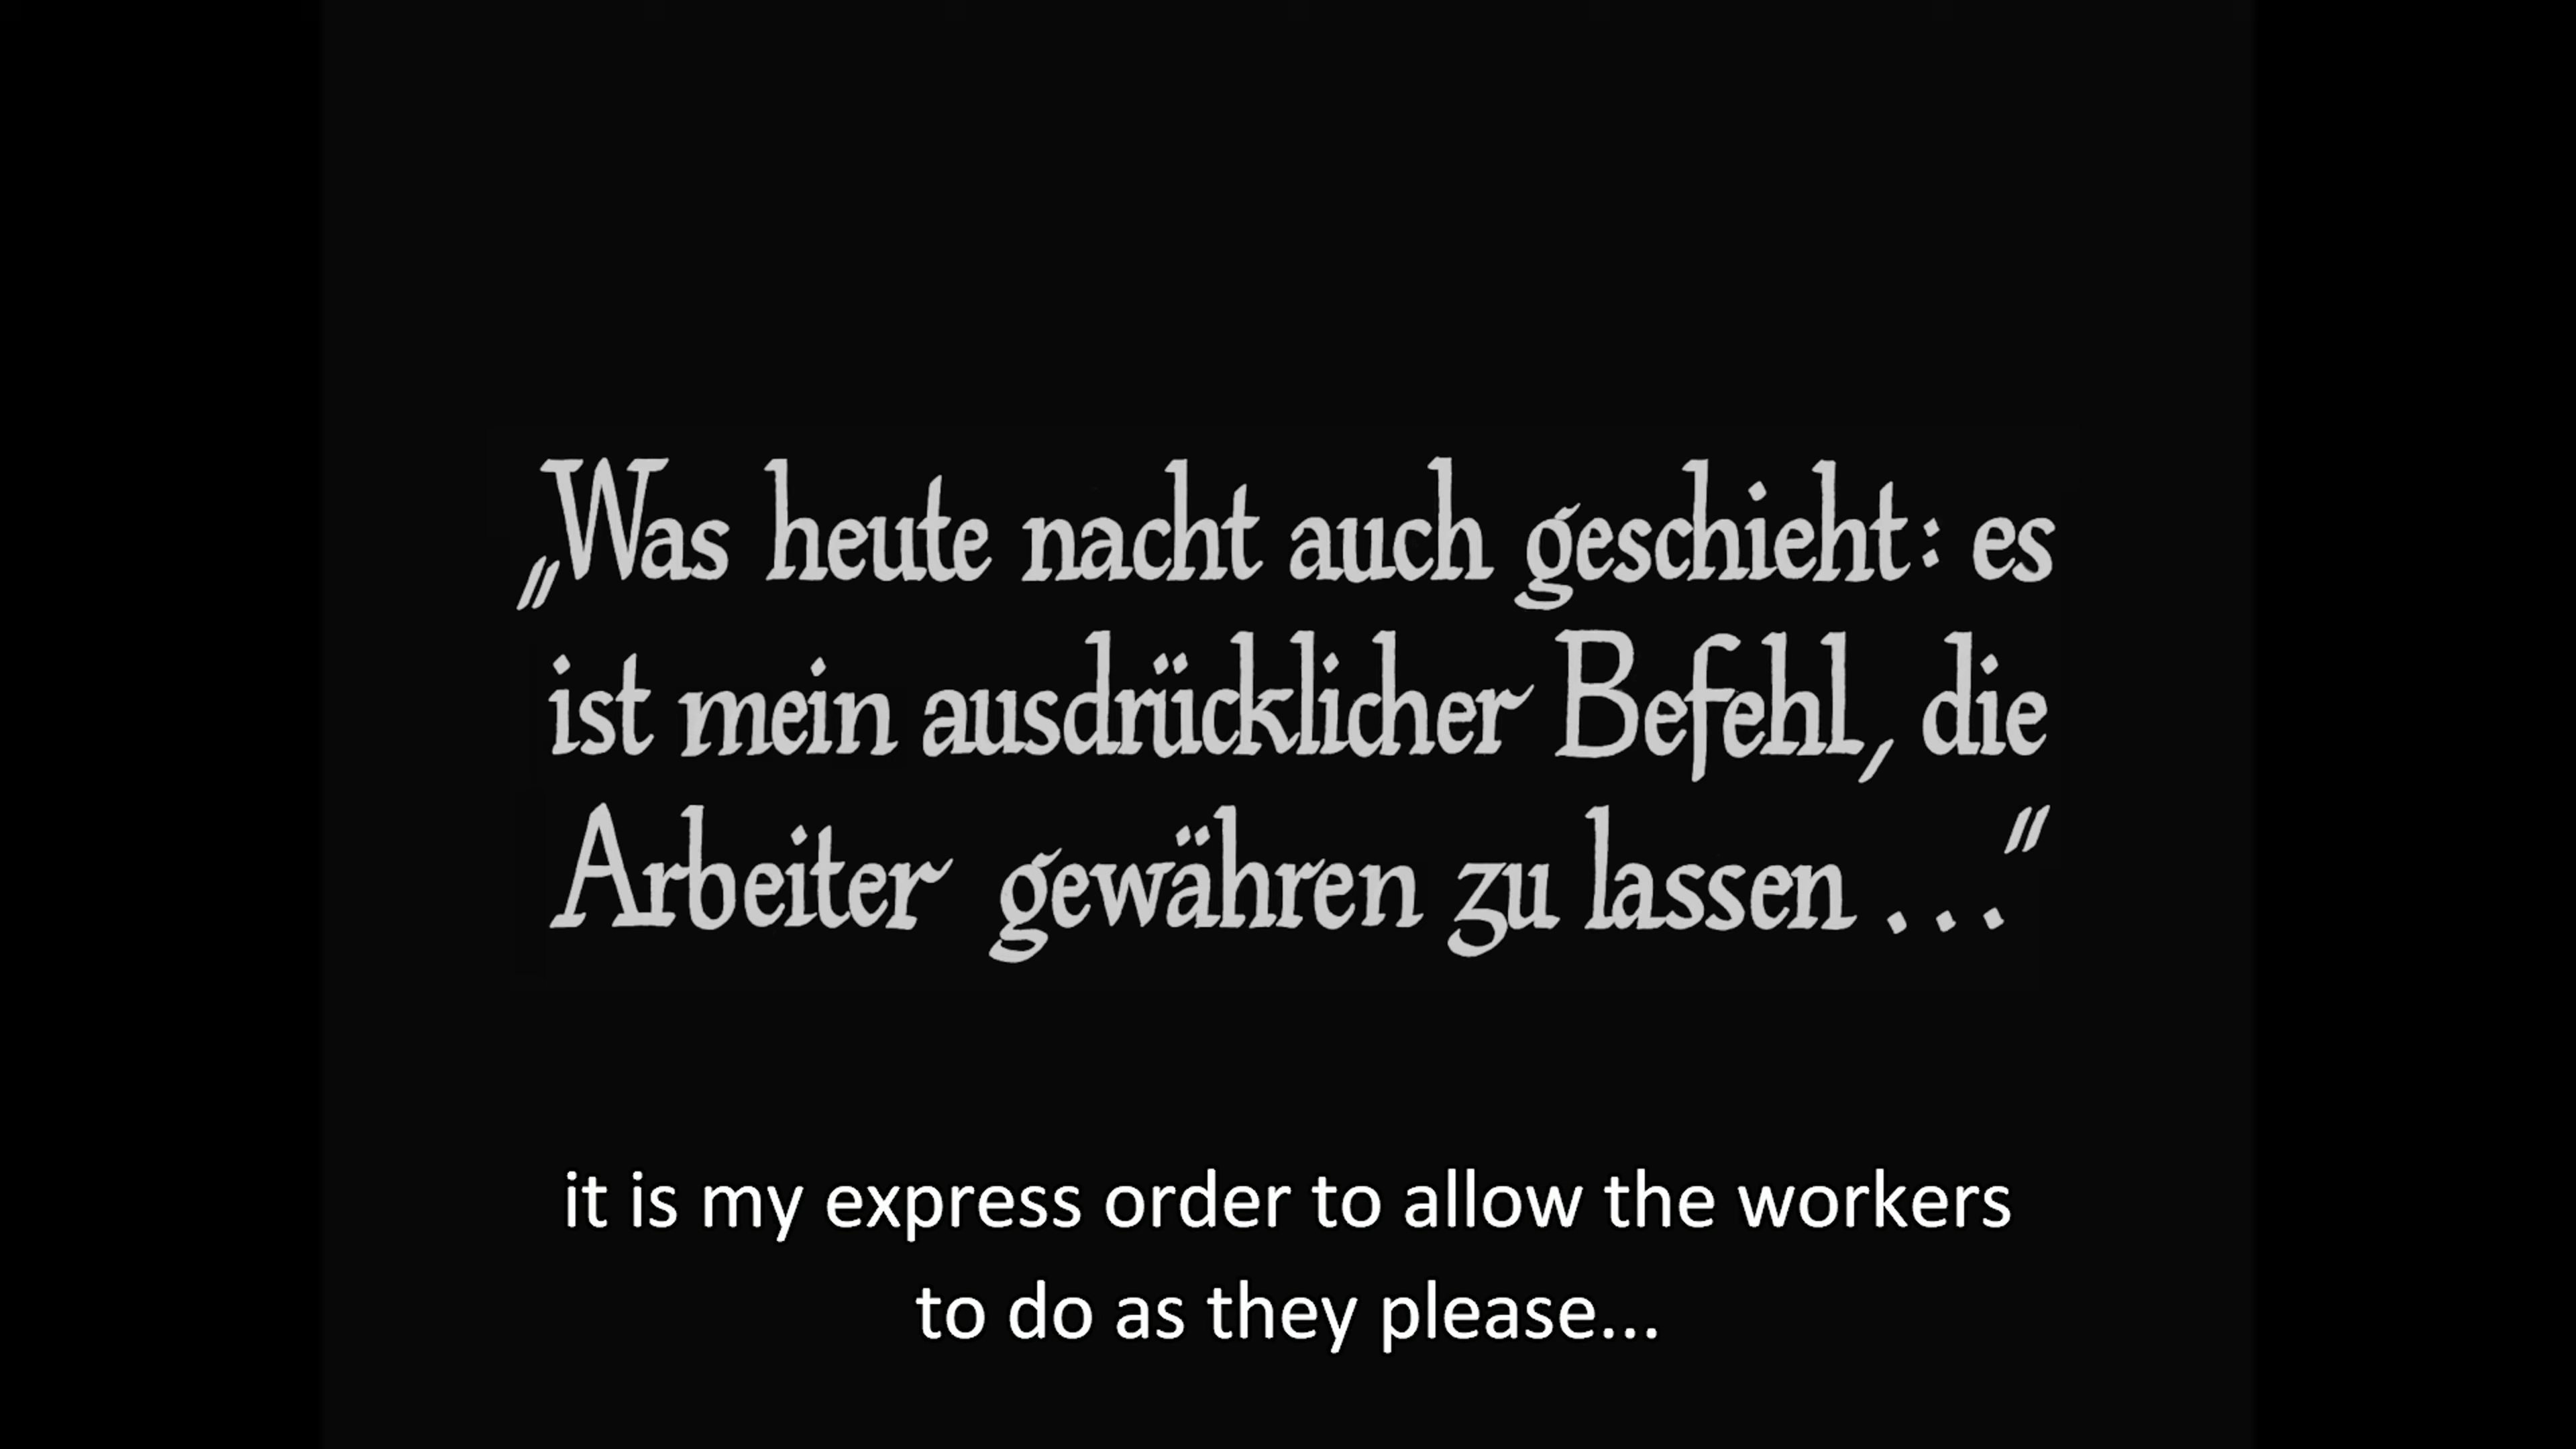 „Was heute nacht auch geschieht: es
ist mein ausdrücklicher Befehl, die
Arbeiter gewähren zu lassen ..."
it is my express order to allow the workers
to do as they please...